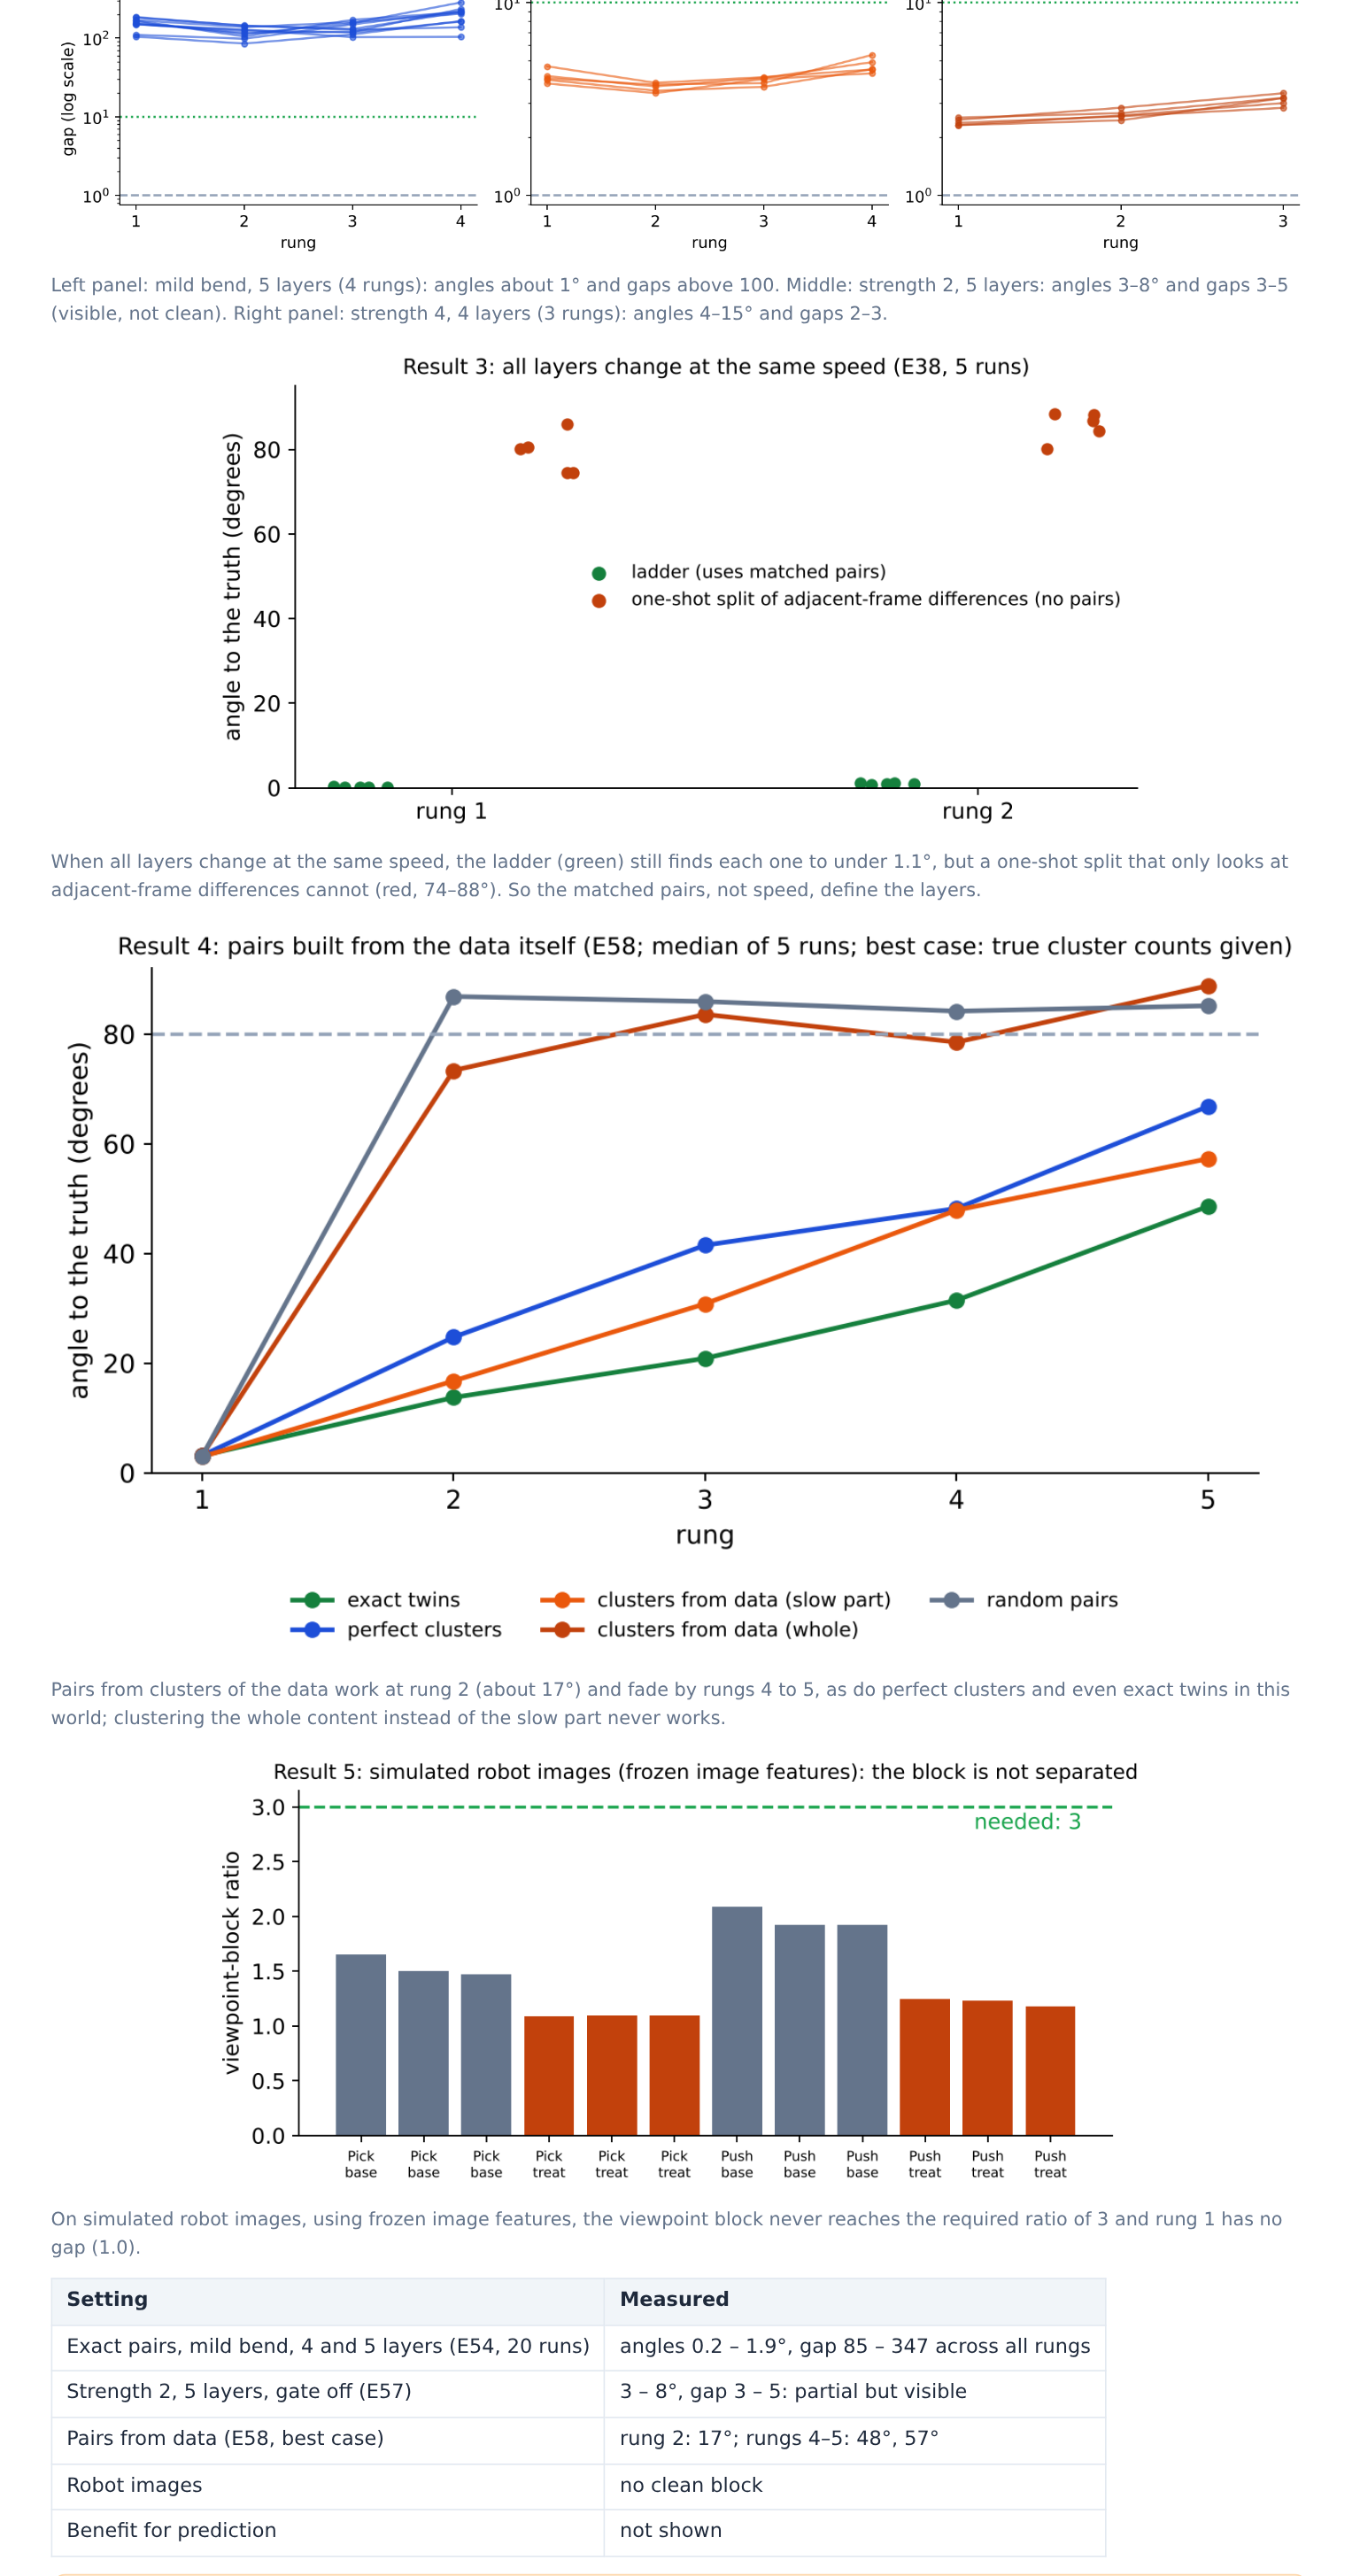 gap (log scale)
10²
10¹
10⁰
1 2 3 4
rung
10¹
10⁰
1 2 3 4
rung
10¹
10⁰
1 2 3
rung
Left panel: mild bend, 5 layers (4 rungs): angles about 1° and gaps above 100. Middle: strength 2, 5 layers: angles 3–8° and gaps 3–5
(visible, not clean). Right panel: strength 4, 4 layers (3 rungs): angles 4–15° and gaps 2–3.
Result 3: all layers change at the same speed (E38, 5 runs)
angle to the truth (degrees)
80
60
40
20
0
ladder (uses matched pairs)
one-shot split of adjacent-frame differences (no pairs)
rung 1 rung 2
When all layers change at the same speed, the ladder (green) still finds each one to under 1.1°, but a one-shot split that only looks at
adjacent-frame differences cannot (red, 74–88°). So the matched pairs, not speed, define the layers.
Result 4: pairs built from the data itself (E58; median of 5 runs; best case: true cluster counts given)
angle to the truth (degrees)
80
60
40
20
0
1 2 3 4 5
rung
exact twins
perfect clusters
clusters from data (slow part)
clusters from data (whole)
random pairs
Pairs from clusters of the data work at rung 2 (about 17°) and fade by rungs 4 to 5, as do perfect clusters and even exact twins in this
world; clustering the whole content instead of the slow part never works.
Result 5: simulated robot images (frozen image features): the block is not separated
viewpoint-block ratio
3.0
needed: 3
2.5
2.0
1.5
1.0
0.5
0.0
Pick Pick Pick Pick Pick Pick Push Push Push Push Push Push
base base base treat treat treat base base base treat treat treat
On simulated robot images, using frozen image features, the viewpoint block never reaches the required ratio of 3 and rung 1 has no
gap (1.0).
Setting Measured
Exact pairs, mild bend, 4 and 5 layers (E54, 20 runs) angles 0.2 – 1.9°, gap 85 – 347 across all rungs
Strength 2, 5 layers, gate off (E57) 3 – 8°, gap 3 – 5: partial but visible
Pairs from data (E58, best case) rung 2: 17°; rungs 4–5: 48°, 57°
Robot images no clean block
Benefit for prediction not shown